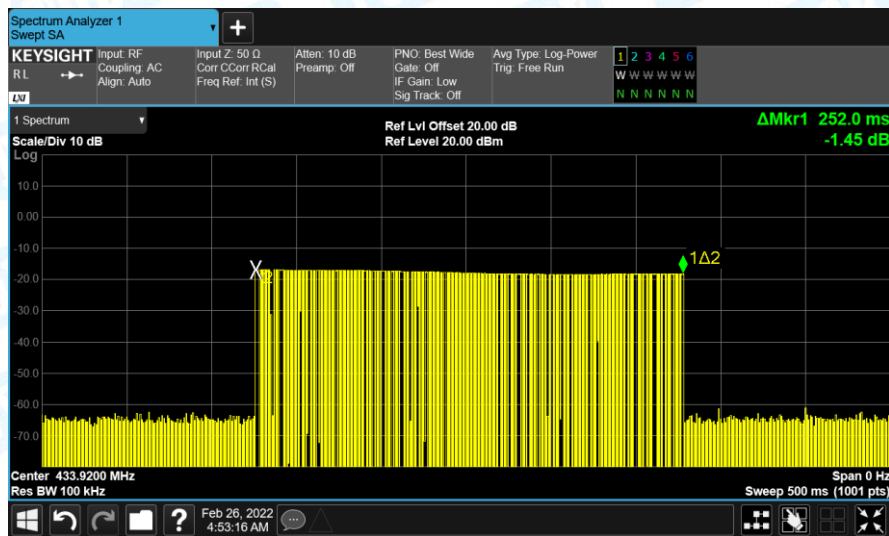 Spectrum Analyzer 1
Swept SA
+
KEYSIGHT
RL
LXI
Input: RF
Coupling: AC
Align: Auto
Input Z: 50 Ω
Corr CCorr RCal
Freq Ref: Int (S)
Atten: 10 dB
Preamp: Off
PNO: Best Wide
Gate: Off
IF Gain: Low
Sig Track: Off
Avg Type: Log-Power
Trig: Free Run
1 2 3 4 5 6
W W W W W W
N N N N N N
1 Spectrum
Scale/Div 10 dB
Ref Lvl Offset 20.00 dB
Ref Level 20.00 dBm
ΔMkr1 252.0 ms
-1.45 dB
Log
10.0
0.00
-10.0
-20.0
-30.0
-40.0
-50.0
-60.0
-70.0
X2
1Δ2
Center 433.9200 MHz
Res BW 100 kHz
Span 0 Hz
Sweep 500 ms (1001 pts)
?
Feb 26, 2022
4:53:16 AM